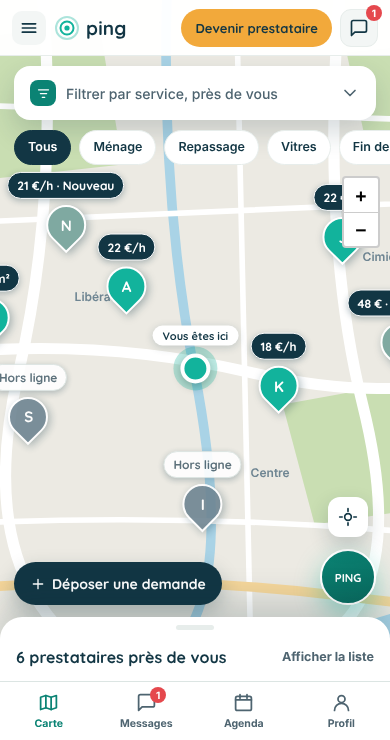 ping
Devenir prestataire
1
Filtrer par service, près de vous
Tous
Ménage
Repassage
Vitres
Fin de
21 €/h · Nouveau
22
+
N
22 €/h
−
A
Libéra
Cimi
m²
48 € ·
Vous êtes ici
18 €/h
Hors ligne
K
S
Hors ligne
Centre
I
+ Déposer une demande
PING
6 prestataires près de vous
Afficher la liste
1
Carte
Messages
Agenda
Profil